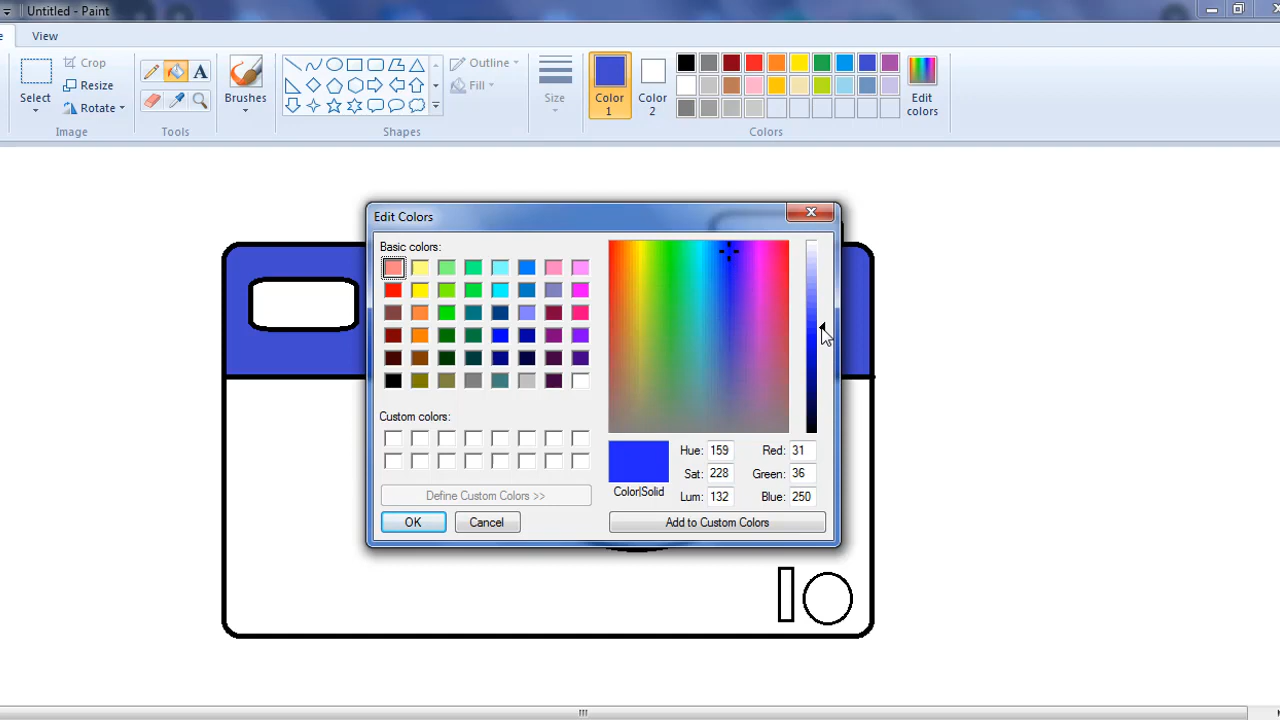 Untitled - Paint
View
Select
Crop
Resize
Rotate
Image
A
Tools
Brushes
Shapes
Outline
Fill
Size
Color
1
Color
2
Colors
Edit
colors
Edit Colors
Basic colors:
Custom colors:
Define Custom Colors >>
OK
Cancel
Color|Solid
Hue: 159
Sat: 228
Lum: 132
Red: 31
Green: 36
Blue: 250
Add to Custom Colors
10